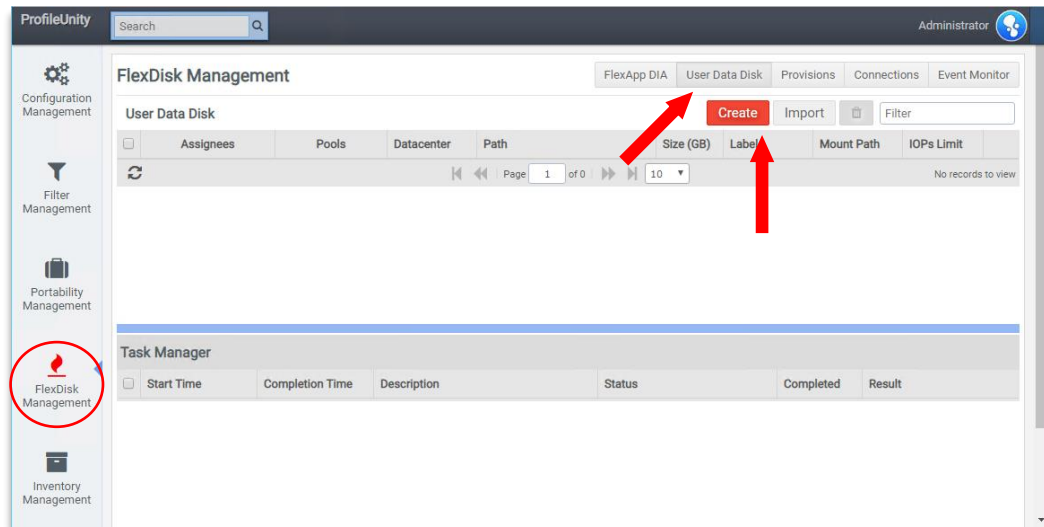 ProfileUnity
Search
Administrator
Configuration
Management
Filter
Management
Portability
Management
FlexDisk
Management
Inventory
Management
FlexDisk Management
FlexApp DIA User Data Disk Provisions Connections Event Monitor
User Data Disk
Create Import Filter
Assignees Pools Datacenter Path Size (GB) Label Mount Path IOPs Limit
Page 1 of 0 10 No records to view
Task Manager
Start Time Completion Time Description Status Completed Result